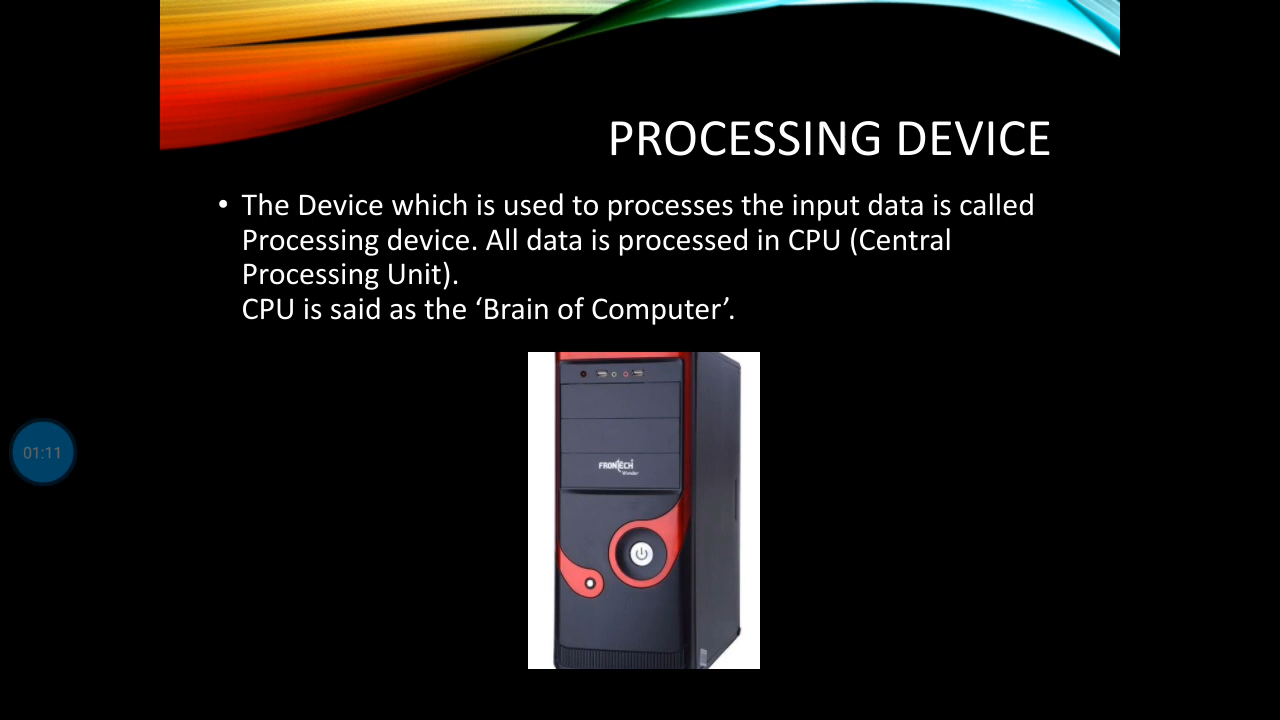 PROCESSING DEVICE
• The Device which is used to processes the input data is called
Processing device. All data is processed in CPU (Central
Processing Unit).
CPU is said as the ‘Brain of Computer’.
FRONTECH
Wonder
01:11